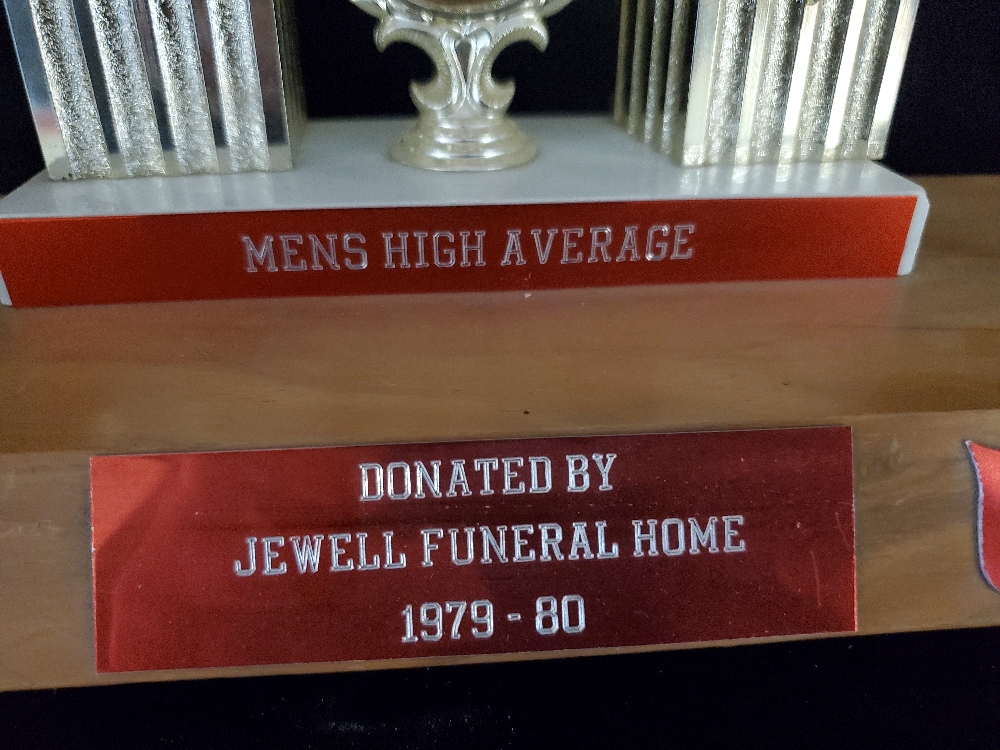 MENS HIGH AVERAGE
DONATED BY
JEWELL FUNERAL HOME
1979 - 80